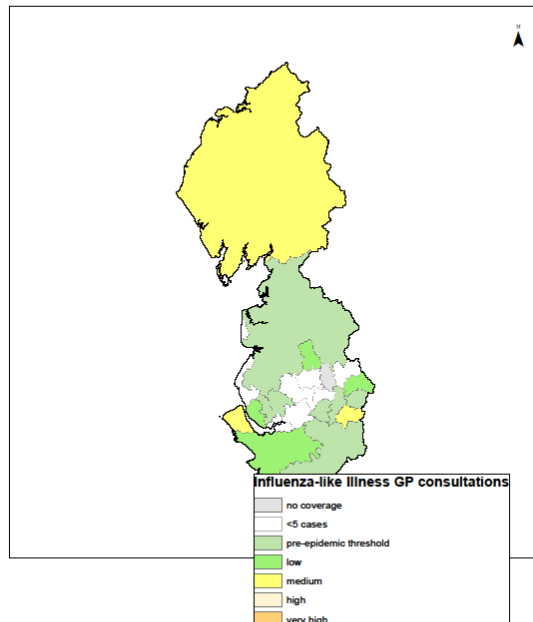 N
Influenza-like Illness GP consultations
no coverage
<5 cases
pre-epidemic threshold
low
medium
high
very high